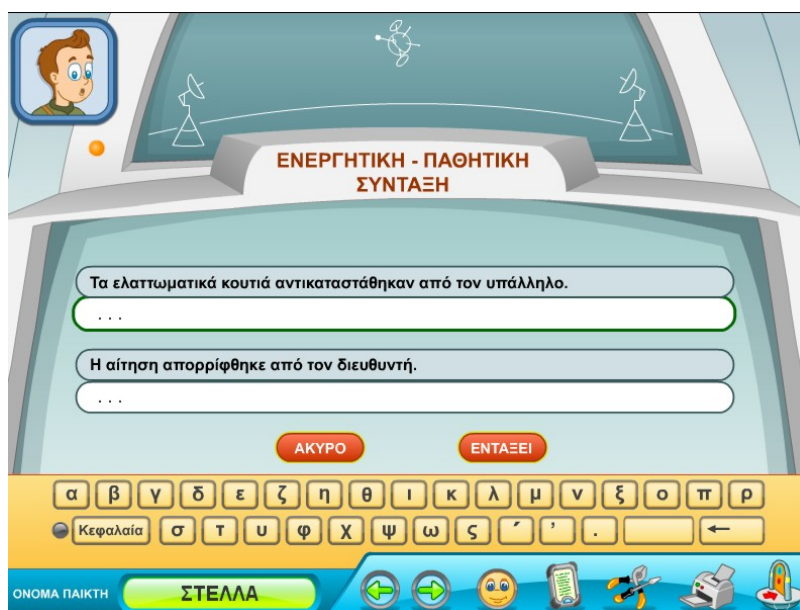 ΕΝΕΡΓΗΤΙΚΗ - ΠΑΘΗΤΙΚΗ
ΣΥΝΤΑΞΗ
Τα ελαττωματικά κουτιά αντικαταστάθηκαν από τον υπάλληλο.
. . .
Η αίτηση απορρίφθηκε από τον διευθυντή.
. . .
ΑΚΥΡΟ ΕΝΤΑΞΕΙ
α β γ δ ε ζ η θ ι κ λ μ ν ξ ο π ρ
Κεφαλαία σ τ υ φ χ ψ ω ς ΄ ’ . ←
ΟΝΟΜΑ ΠΑΙΚΤΗ ΣΤΕΛΛΑ